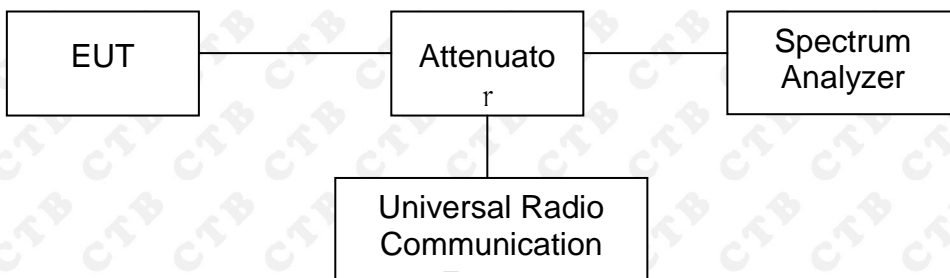 EUT
Attenuato
r
Spectrum
Analyzer
Universal Radio
Communication